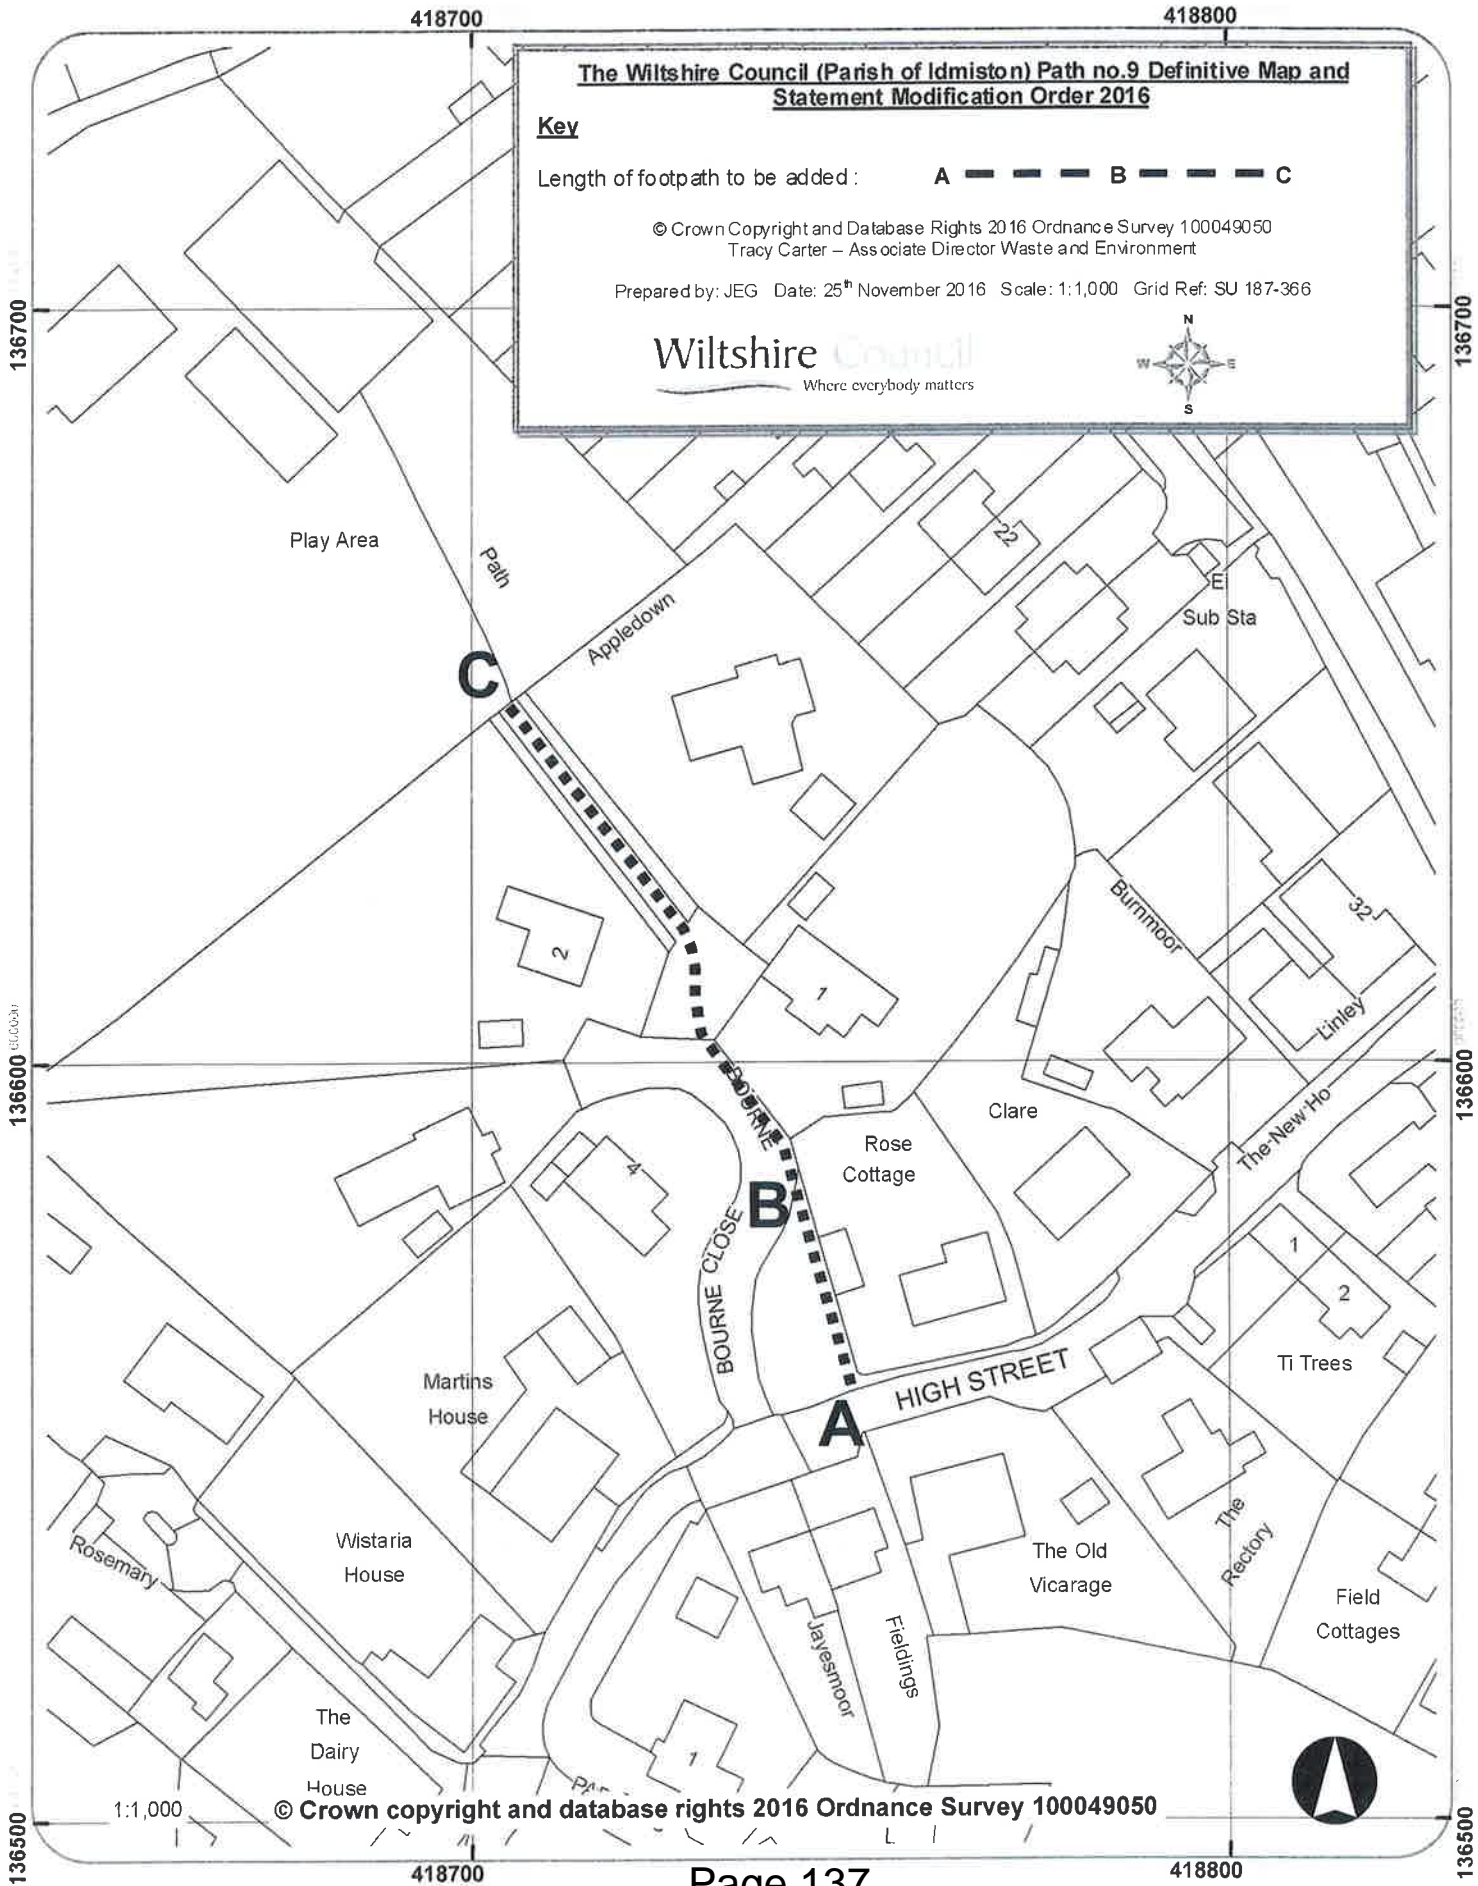 418700
418800
The Wiltshire Council (Parish of Idmiston) Path no.9 Definitive Map and
Statement Modification Order 2016
Key
Length of footpath to be added :
A B C
© Crown Copyright and Database Rights 2016 Ordnance Survey 100049050
Tracy Carter – Associate Director Waste and Environment
Prepared by: JEG Date: 25th November 2016 Scale: 1:1,000 Grid Ref: SU 187-366
Wiltshire Council
Where everybody matters
N
W E
S
136700
136700
Play Area
Path
22
El
Sub Sta
Appledown
C
Burnmoor
32
2
1
Linley
136600
136600
BOURNE
Clare
The New Ho
Rose
Cottage
4
B
BOURNE CLOSE
1
2
Ti Trees
HIGH STREET
A
Martins
House
The
Rectory
Wistaria
House
The Old
Vicarage
Rosemary
Field
Cottages
Jayesmoor
Fieldings
The
Dairy
House
1
1:1,000
© Crown copyright and database rights 2016 Ordnance Survey 100049050
136500
136500
418700
418800
Page 137